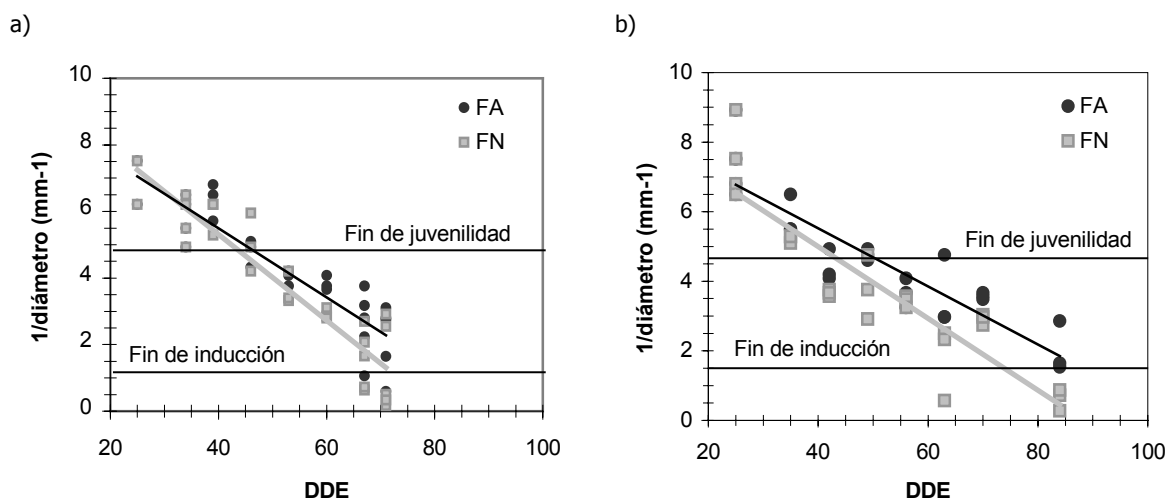 a)
10
8
6
4
2
0
1/diámetro (mm-1)
FA
FN
Fin de juvenilidad
Fin de inducción
20 40 60 80 100
DDE
b)
10
8
6
4
2
0
1/diámetro (mm-1)
FA
FN
Fin de juvenilidad
Fin de inducción
20 40 60 80 100
DDE